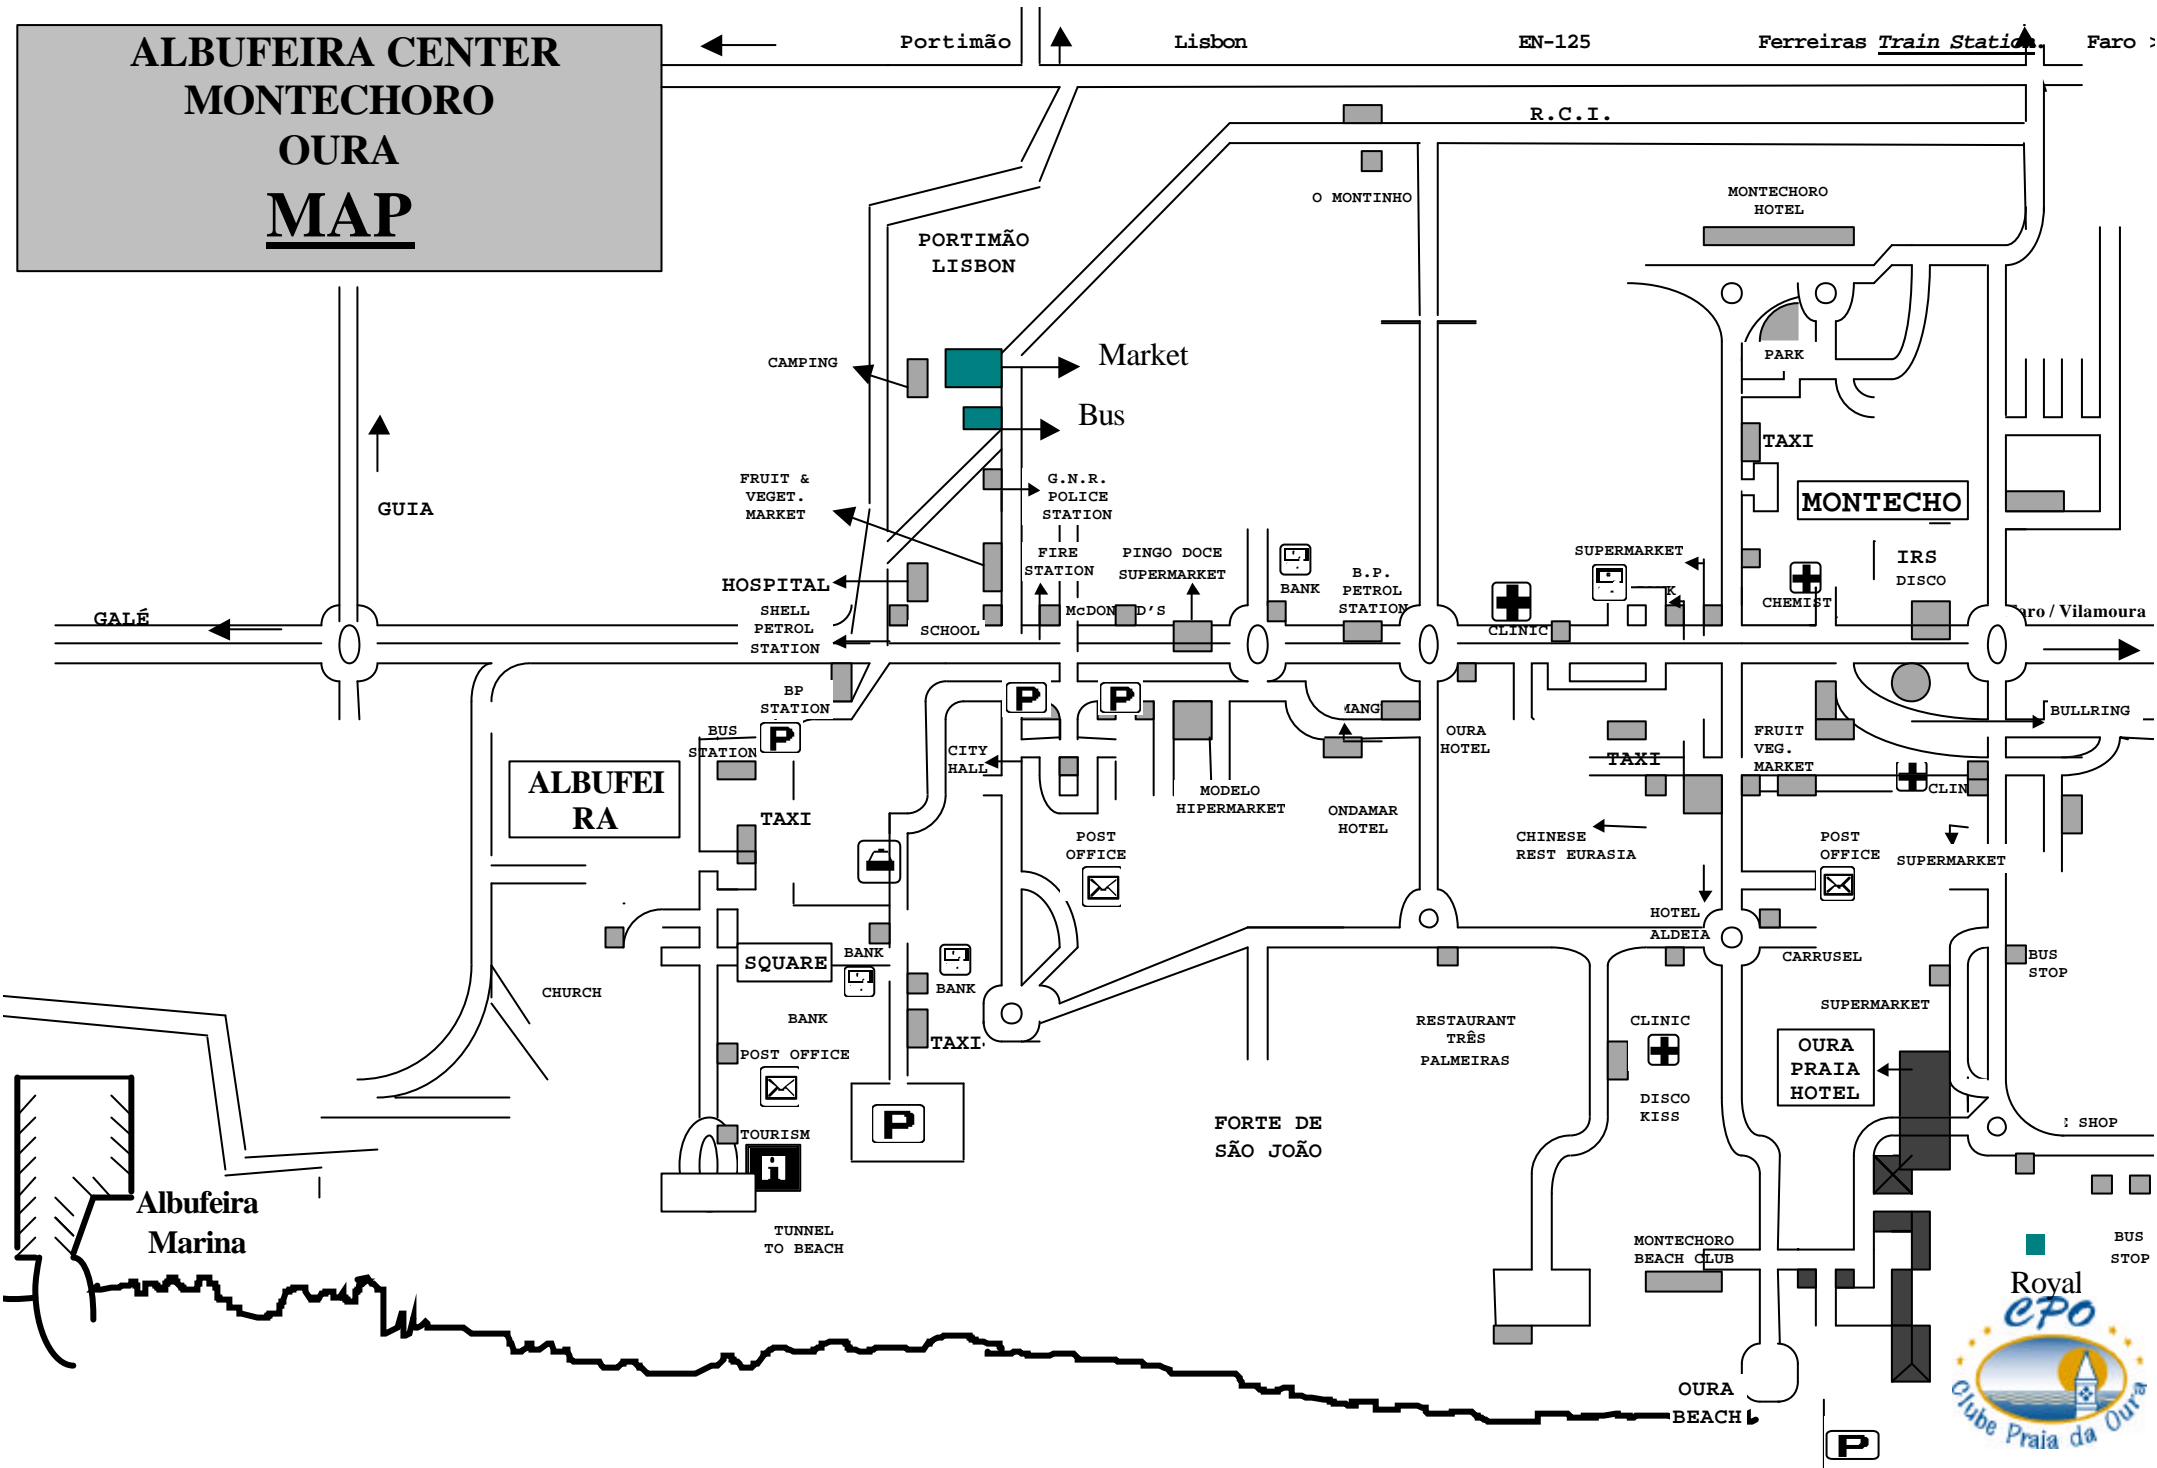 ALBUFEIRA CENTER
MONTECHORO
OURA
MAP
Portimão
Lisbon
EN-125
Ferreiras Train Station.
Faro >
R.C.I.
O MONTINHO
MONTECHORO
HOTEL
PORTIMÃO
LISBON
CAMPING
Market
Bus
PARK
TAXI
GUIA
FRUIT &
VEGET.
MARKET
G.N.R.
POLICE
STATION
MONTECHO
HOSPITAL
FIRE
STATION
PINGO DOCE
SUPERMARKET
BANK
B.P.
PETROL
STATION
SUPERMARKET
K
CHEMIST
IRS
DISCO
GALÉ
SHELL
PETROL
STATION
SCHOOL
CLINIC
Faro / Vilamoura
BP
STATION
BUS
STATION
P
P
P
CITY
HALL
MODELO
HIPERMARKET
OURA
HOTEL
ONDAMAR
HOTEL
TAXI
FRUIT
VEG.
MARKET
BULLRING
CLIN
ALBUFEI
RA
TAXI
POST
OFFICE
CHINESE
REST EURASIA
POST
OFFICE
SUPERMARKET
HOTEL
ALDEIA
CARRUSEL
BUS
STOP
SQUARE
BANK
BANK
CHURCH
BANK
TAXI
POST OFFICE
SUPERMARKET
RESTAURANT
TRÊS
PALMEIRAS
CLINIC
OURA
PRAIA
HOTEL
DISCO
KISS
P
FORTE DE
SÃO JOÃO
SHOP
TOURISM
i
Albufeira
Marina
TUNNEL
TO BEACH
MONTECHORO
BEACH CLUB
BUS
STOP
Royal
CPO
Clube Praia da Oura
OURA
BEACH
P